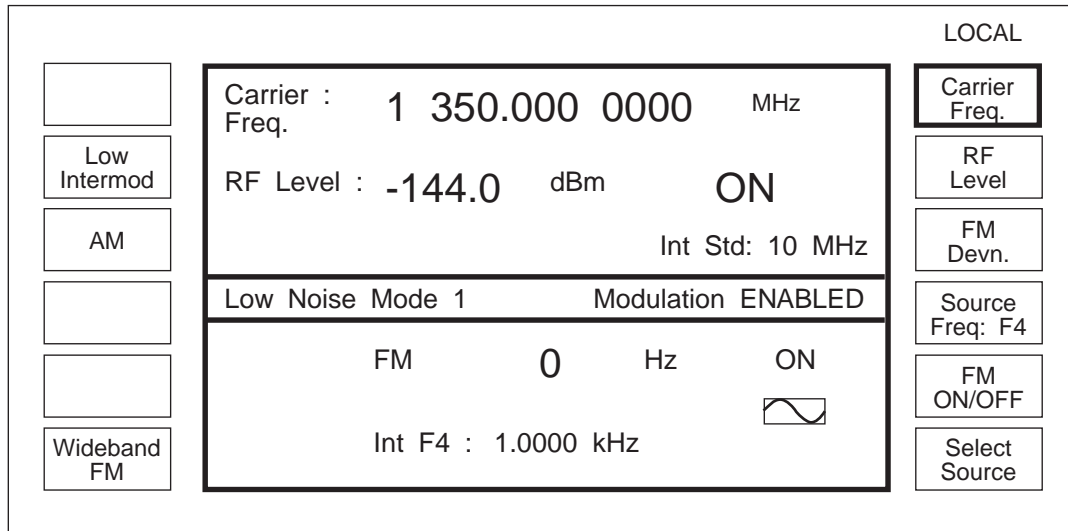 LOCAL
Low
Intermod
AM
Wideband
FM
Carrier :
Freq.
1 350.000 0000 MHz
RF Level : -144.0 dBm ON
Int Std: 10 MHz
Low Noise Mode 1 Modulation ENABLED
FM 0 Hz ON
Int F4 : 1.0000 kHz
Carrier
Freq.
RF
Level
FM
Devn.
Source
Freq: F4
FM
ON/OFF
Select
Source